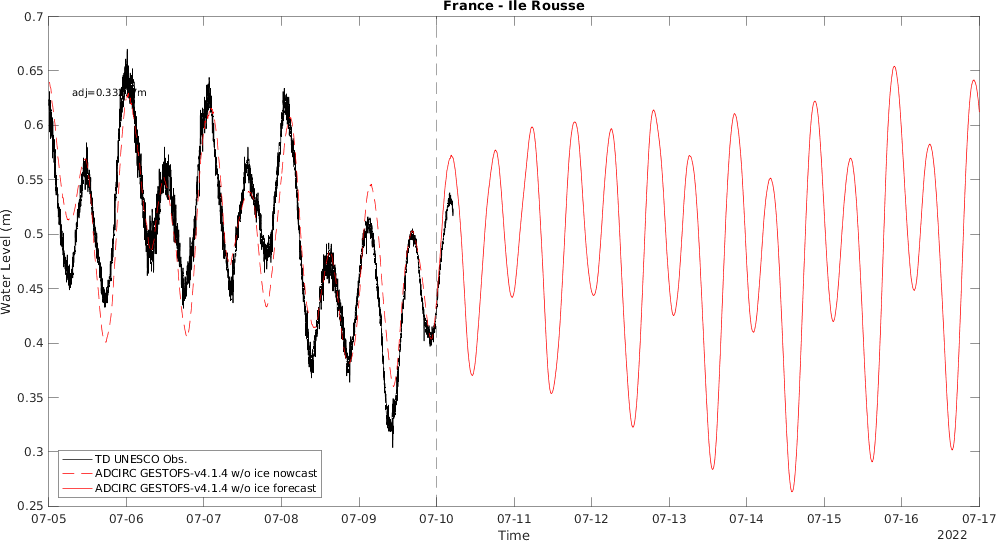 France - Ile Rousse
Water Level (m)
0.7
0.65
0.6
0.55
0.5
0.45
0.4
0.35
0.3
0.25
TD UNESCO Obs.
ADCIRC GESTOFS-v4.1.4 w/o ice nowcast
ADCIRC GESTOFS-v4.1.4 w/o ice forecast
07-05 07-06 07-07 07-08 07-09 07-10 07-11 07-12 07-13 07-14 07-15 07-16 07-17
Time
2022